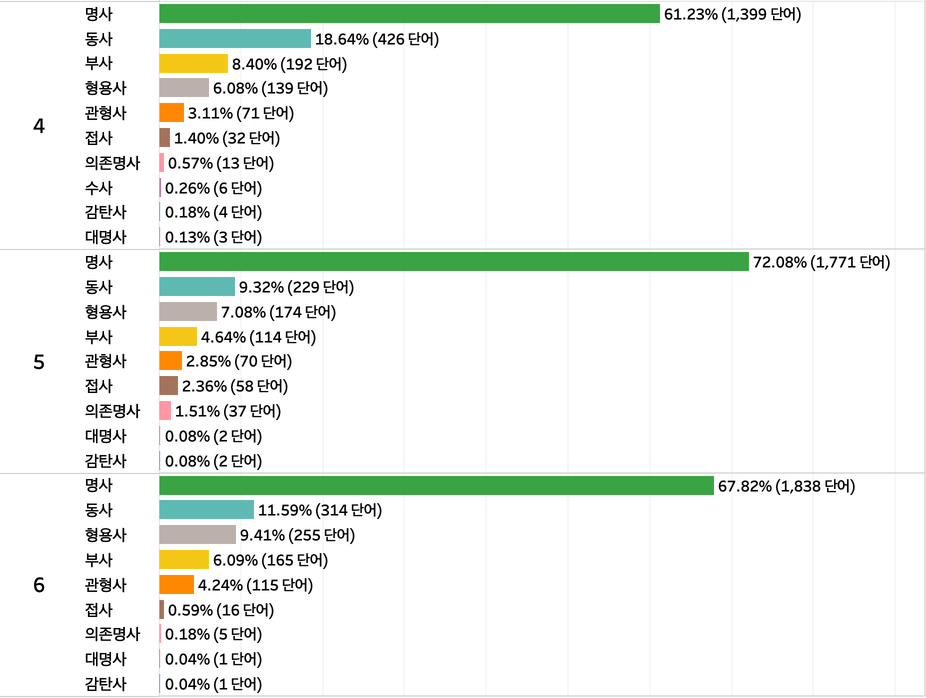 4
명사 61.23% (1,399 단어)
동사 18.64% (426 단어)
부사 8.40% (192 단어)
형용사 6.08% (139 단어)
관형사 3.11% (71 단어)
접사 1.40% (32 단어)
의존명사 0.57% (13 단어)
수사 0.26% (6 단어)
감탄사 0.18% (4 단어)
대명사 0.13% (3 단어)
5
명사 72.08% (1,771 단어)
동사 9.32% (229 단어)
형용사 7.08% (174 단어)
부사 4.64% (114 단어)
관형사 2.85% (70 단어)
접사 2.36% (58 단어)
의존명사 1.51% (37 단어)
대명사 0.08% (2 단어)
감탄사 0.08% (2 단어)
6
명사 67.82% (1,838 단어)
동사 11.59% (314 단어)
형용사 9.41% (255 단어)
부사 6.09% (165 단어)
관형사 4.24% (115 단어)
접사 0.59% (16 단어)
의존명사 0.18% (5 단어)
대명사 0.04% (1 단어)
감탄사 0.04% (1 단어)